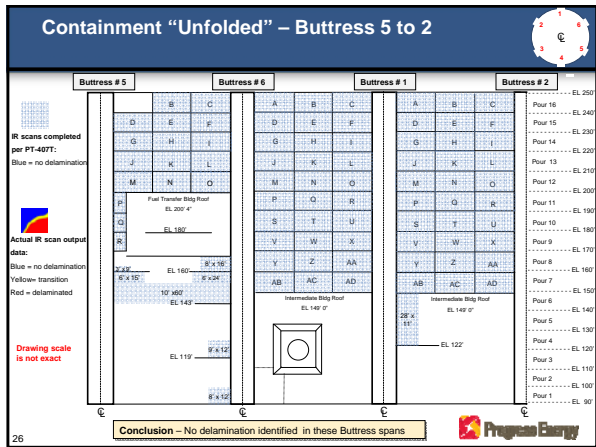 Containment “Unfolded” – Buttress 5 to 2
1
2
6
3
5
4
Buttress # 5
Buttress # 6
Buttress # 1
Buttress # 2
IR scans completed
per PT-407T:
Blue = no delamination
Actual IR scan output
data:
Blue = no delamination
Yellow= transition
Red = delaminated
Drawing scale
is not exact
B C
D E F
G H I
J K L
M N O
P
Q
R
Fuel Transfer Bldg Roof
EL 200' 4"
EL 180'
EL 160'
6' x 15'
8' x 16'
6' x 24'
10' x60'
EL 143'
EL 119'
9' x 12'
8' x 12'
A B C
D E F
G H I
J K L
M N O
P Q R
S T U
V W X
Y Z AA
AB AC AD
Intermediate Bldg Roof
EL 149' 0"
A B C
D E F
G H I
J K L
M N O
P Q R
S T U
V W X
Y Z AA
AB AC AD
Intermediate Bldg Roof
EL 149' 0"
28' x
11'
EL 122'
EL 250'
Pour 16
EL 240'
Pour 15
EL 230'
Pour 14
EL 220'
Pour 13
EL 210'
Pour 12
EL 200'
Pour 11
EL 190'
Pour 10
EL 180'
Pour 9
EL 170'
Pour 8
EL 160'
Pour 7
EL 150'
Pour 6
EL 140'
Pour 5
EL 130'
Pour 4
EL 120'
Pour 3
EL 110'
Pour 2
EL 100'
Pour 1
EL 90'
Conclusion – No delamination identified in these Buttress spans
Progress Energy
26